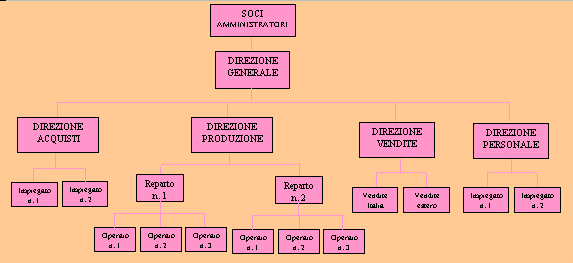 SOCI
AMMINISTRATORI
DIREZIONE
GENERALE
DIREZIONE
ACQUISTI
DIREZIONE
PRODUZIONE
DIREZIONE
VENDITE
DIREZIONE
PERSONALE
Impiegato
n. 1
Impiegato
n. 2
Reparto
n. 1
Reparto
n. 2
Vendite
Italia
Vendite
estero
Impiegato
n. 1
Impiegato
n. 2
Operaio
n. 1
Operaio
n. 2
Operaio
n. 3
Operaio
n. 1
Operaio
n. 2
Operaio
n. 3